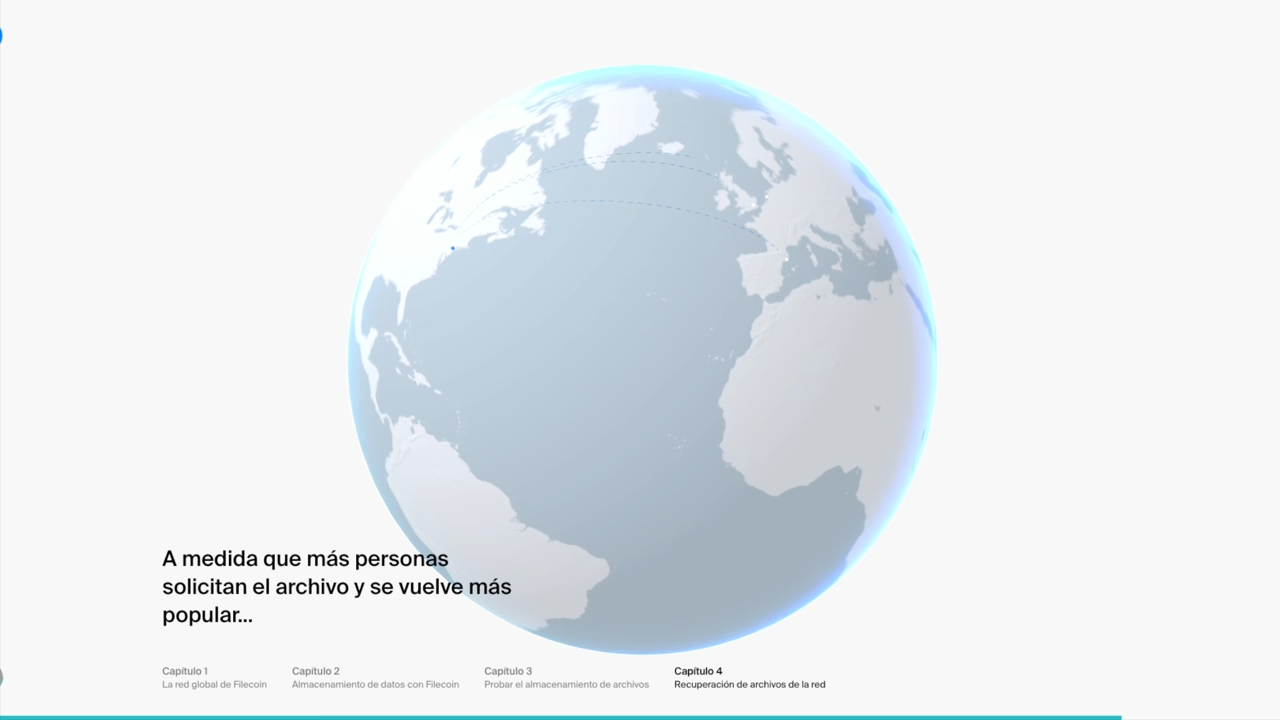 A medida que más personas
solicitan el archivo y se vuelve más
popular...
Capítulo 1
La red global de Filecoin
Capítulo 2
Almacenamiento de datos con Filecoin
Capítulo 3
Probar el almacenamiento de archivos
Capítulo 4
Recuperación de archivos de la red